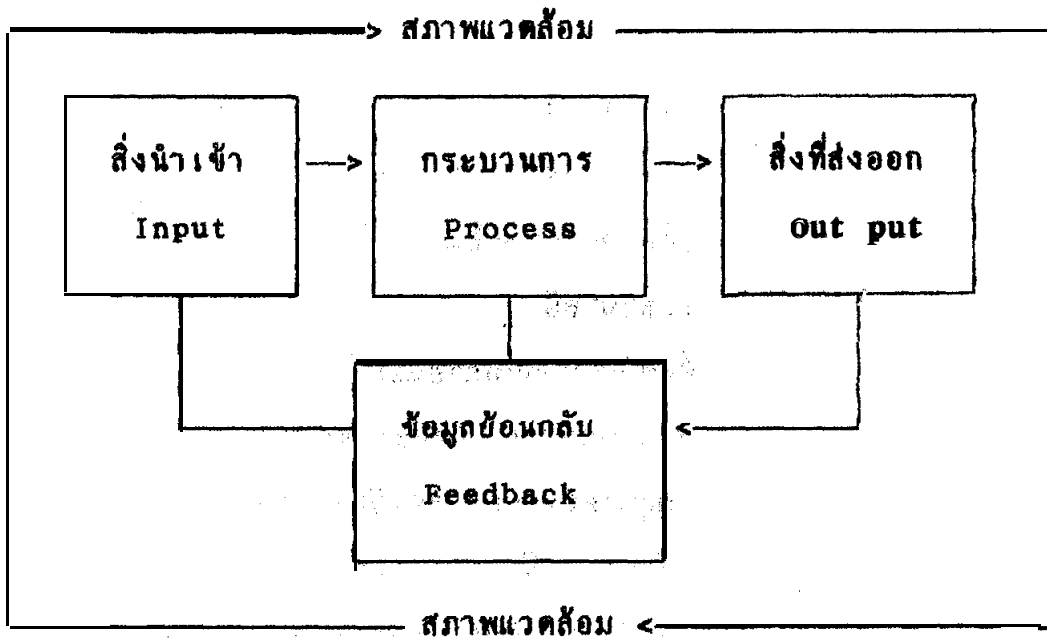 สภาพแวดล้อม
สิ่งนำเข้า
Input
กระบวนการ
Process
สิ่งที่ส่งออก
Out put
ข้อมูลย้อนกลับ
Feedback
สภาพแวดล้อม